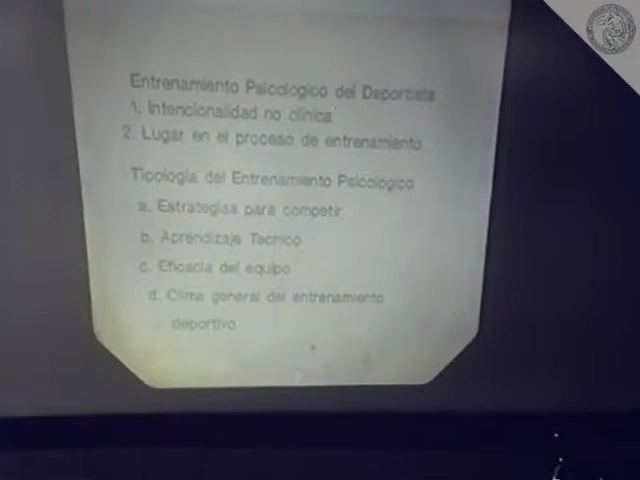 Entrenamiento Psicologico del Deportista
1. Intencionalidad no clinica
2. Lugar en el proceso de entrenamiento
Tipologia del Entrenamiento Psicologico
a. Estrategias para competir
b. Aprendizaje Tecnico
c. Eficacia del equipo
d. Clima general del entrenamiento
deportivo